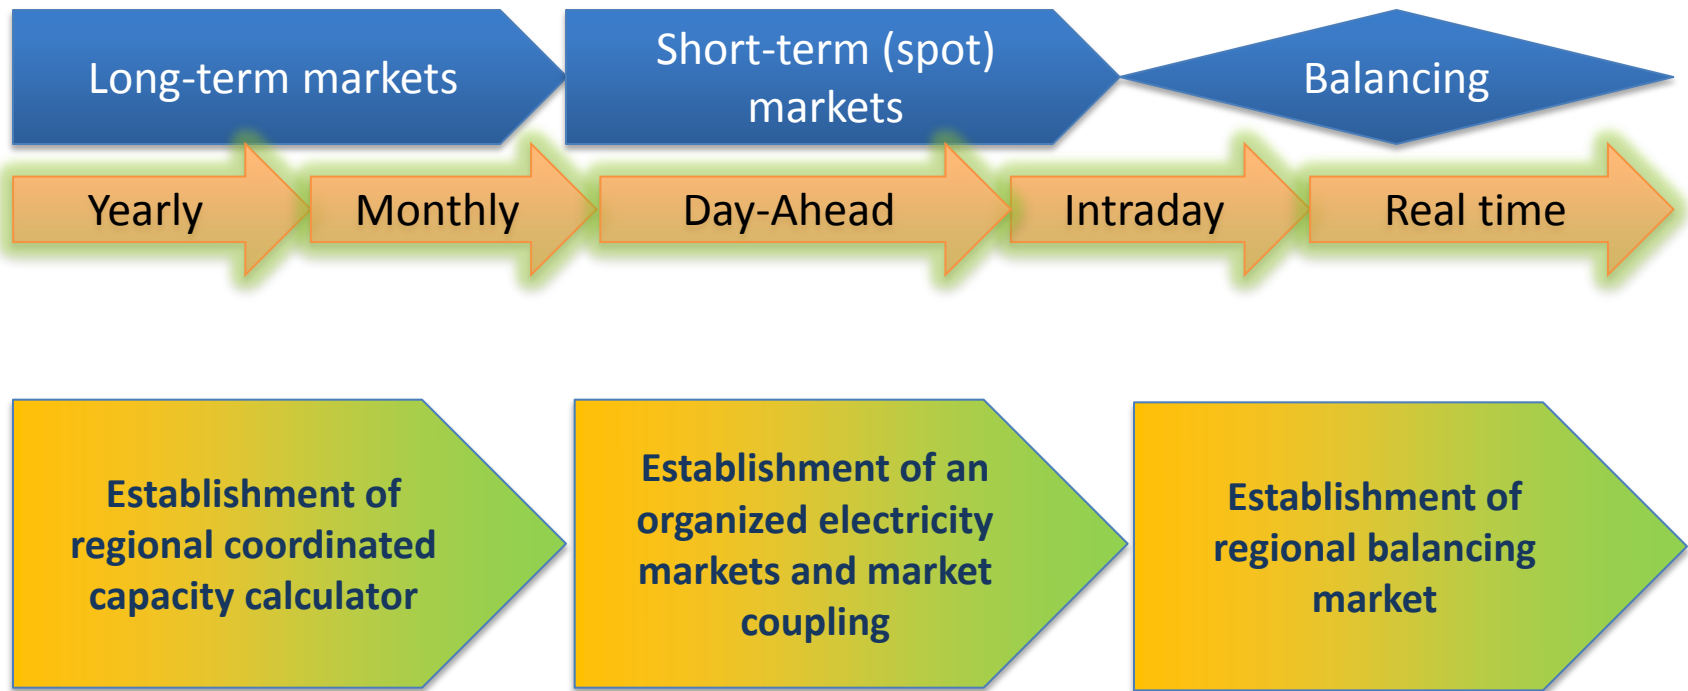 Long-term markets
Short-term (spot)
markets
Balancing
Yearly
Monthly
Day-Ahead
Intraday
Real time
Establishment of
regional coordinated
capacity calculator
Establishment of an
organized electricity
markets and market
coupling
Establishment of
regional balancing
market